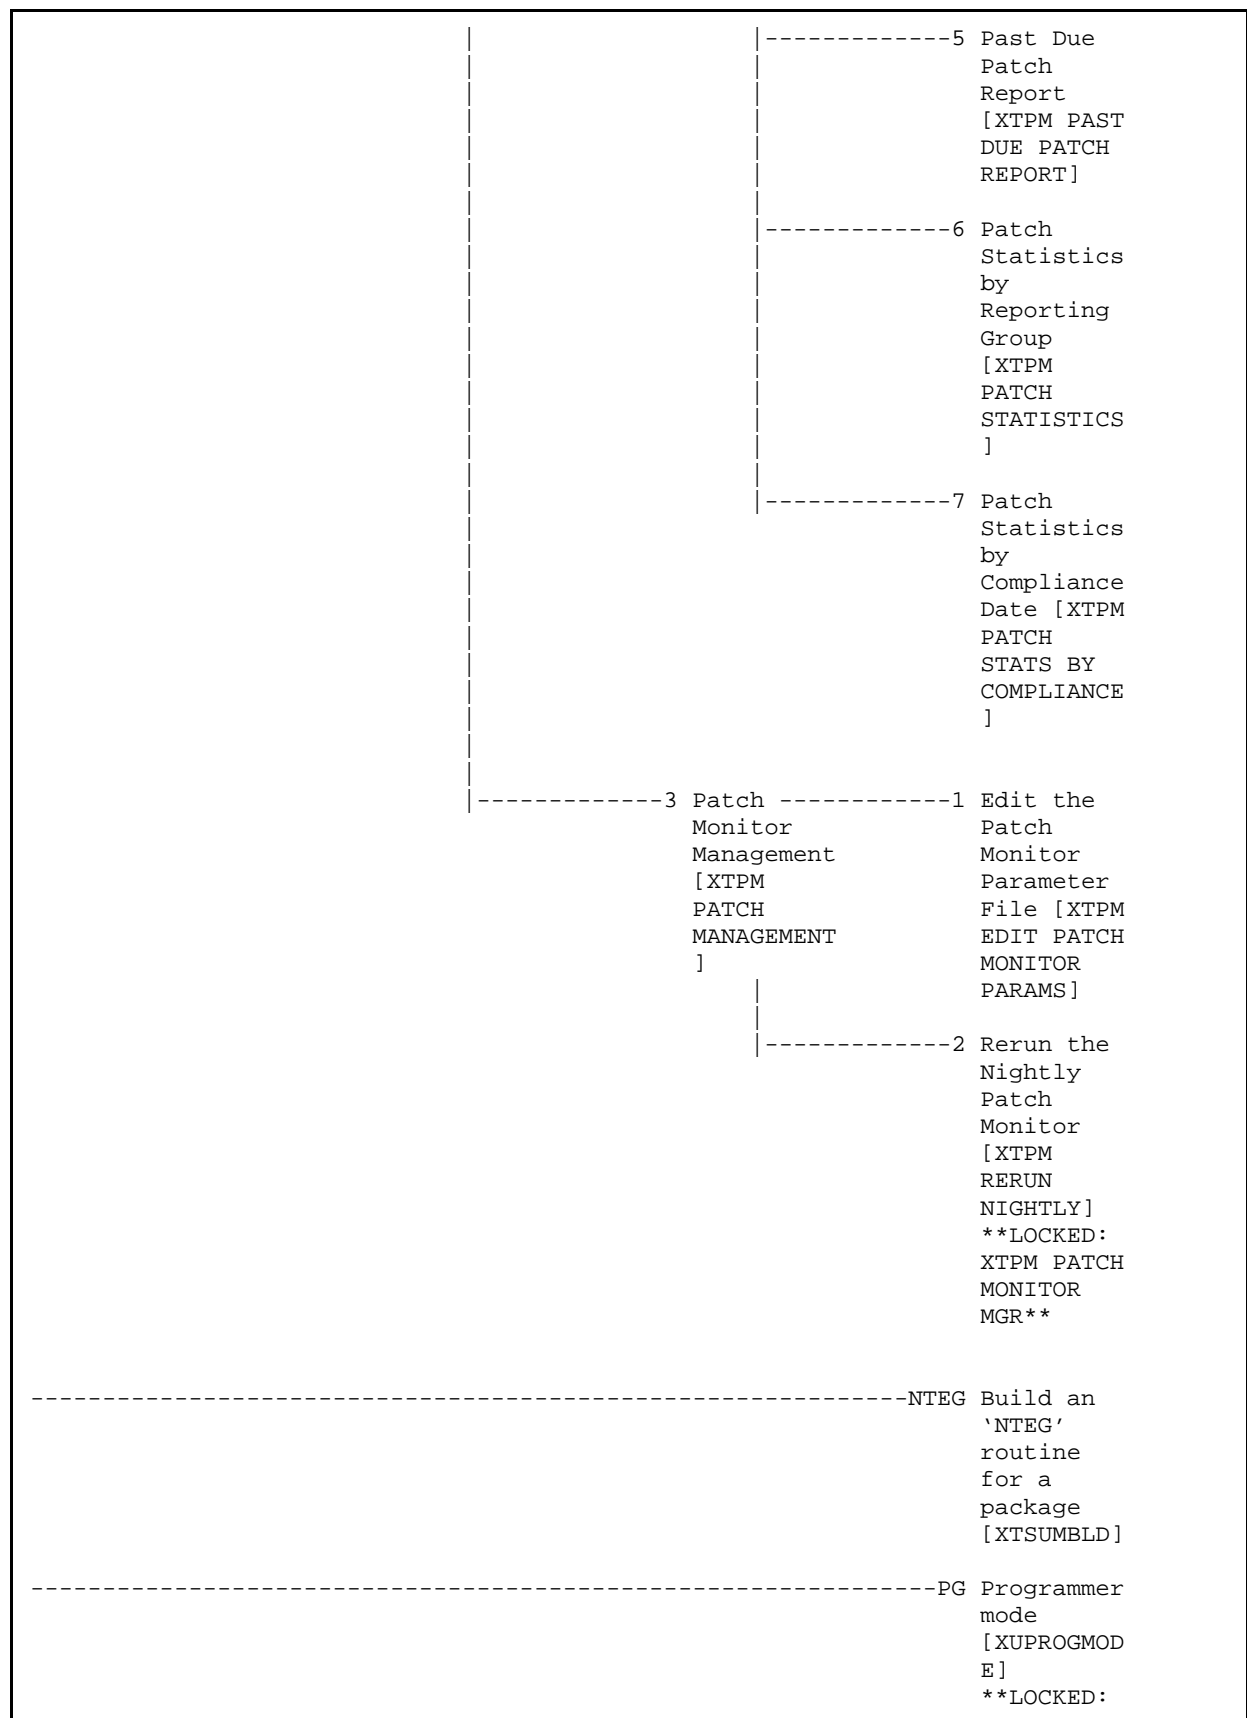 |-------------5 Past Due
Patch
Report
[XTPM PAST
DUE PATCH
REPORT]
|-------------6 Patch
Statistics
by
Reporting
Group
[XTPM
PATCH
STATISTICS
]
|-------------7 Patch
Statistics
by
Compliance
Date [XTPM
PATCH
STATS BY
COMPLIANCE
]
|-------------3 Patch ------------1 Edit the
Monitor Patch
Management Monitor
[XTPM Parameter
PATCH File [XTPM
MANAGEMENT EDIT PATCH
] MONITOR
PARAMS]
|-------------2 Rerun the
Nightly
Patch
Monitor
[XTPM
RERUN
NIGHTLY]
**LOCKED:
XTPM PATCH
MONITOR
MGR**
-------------------------------------------------------------NTEG Build an
‘NTEG’
routine
for a
package
[XTSUMBLD]
---------------------------------------------------------------PG Programmer
mode
[XUPROGMOD
E]
**LOCKED: